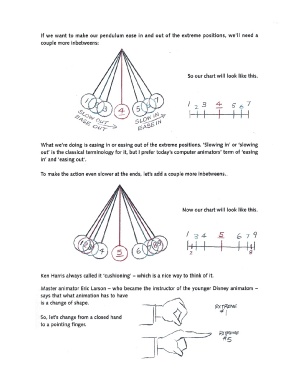 If we want to make our pendulum ease in and out of the extreme positions, we'll need a
couple more inbetweens:
So our chart will look like this.
1 2 3 4 5 6 7
1 2 3 4 5 6 7
SLOW OUT
EASE OUT
SLOW IN
EASE IN
What we're doing is easing in or easing out of the extreme positions. 'Slowing in' or 'slowing
out' is the classical terminology for it, but I prefer today's computer animators' term of 'easing
in' and 'easing out'.
To make the action even slower at the ends, let's add a couple more inbetweens.
Now our chart will look like this.
5
1 3 4 5 6 7 9
2 8
Ken Harris always called it 'cushioning' – which is a nice way to think of it.
Master animator Eric Larson – who became the instructor of the younger Disney animators –
says that what animation has to have
is a change of shape.
So, let's change from a closed hand
to a pointing finger.
EXTREME
#1
EXTREME
#5